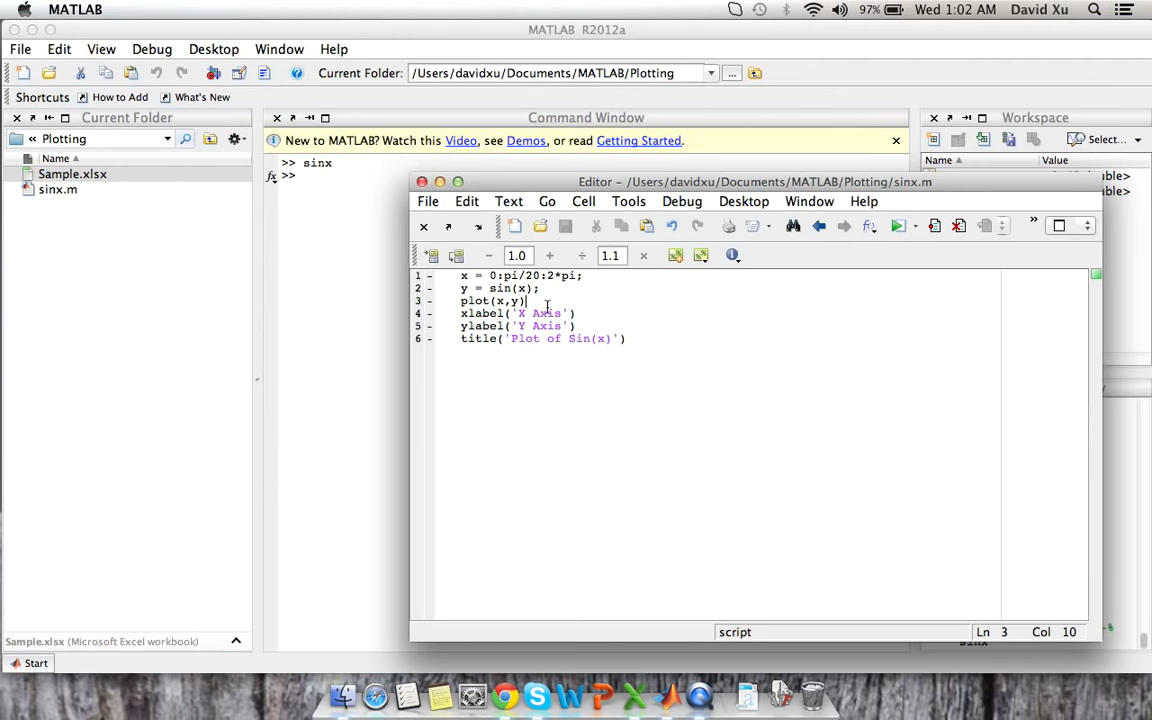 MATLAB
97%
Wed 1:02 AM
David Xu
MATLAB R2012a
File Edit View Debug Desktop Window Help
Current Folder: /Users/davidxu/Documents/MATLAB/Plotting
Shortcuts How to Add What's New
Current Folder
« Plotting
Name
Sample.xlsx
sinx.m
Sample.xlsx (Microsoft Excel workbook)
Start
Command Window
New to MATLAB? Watch this Video, see Demos, or read Getting Started.
>> sinx
fx >>
Workspace
Select...
Name Value
Editor - /Users/davidxu/Documents/MATLAB/Plotting/sinx.m
File Edit Text Go Cell Tools Debug Desktop Window Help
− 1.0 + ÷ 1.1 ×
1 - x = 0:pi/20:2*pi;
2 - y = sin(x);
3 - plot(x,y)
4 - xlabel('X Axis')
5 - ylabel('Y Axis')
6 - title('Plot of Sin(x)')
script
Ln 3 Col 10
sinx